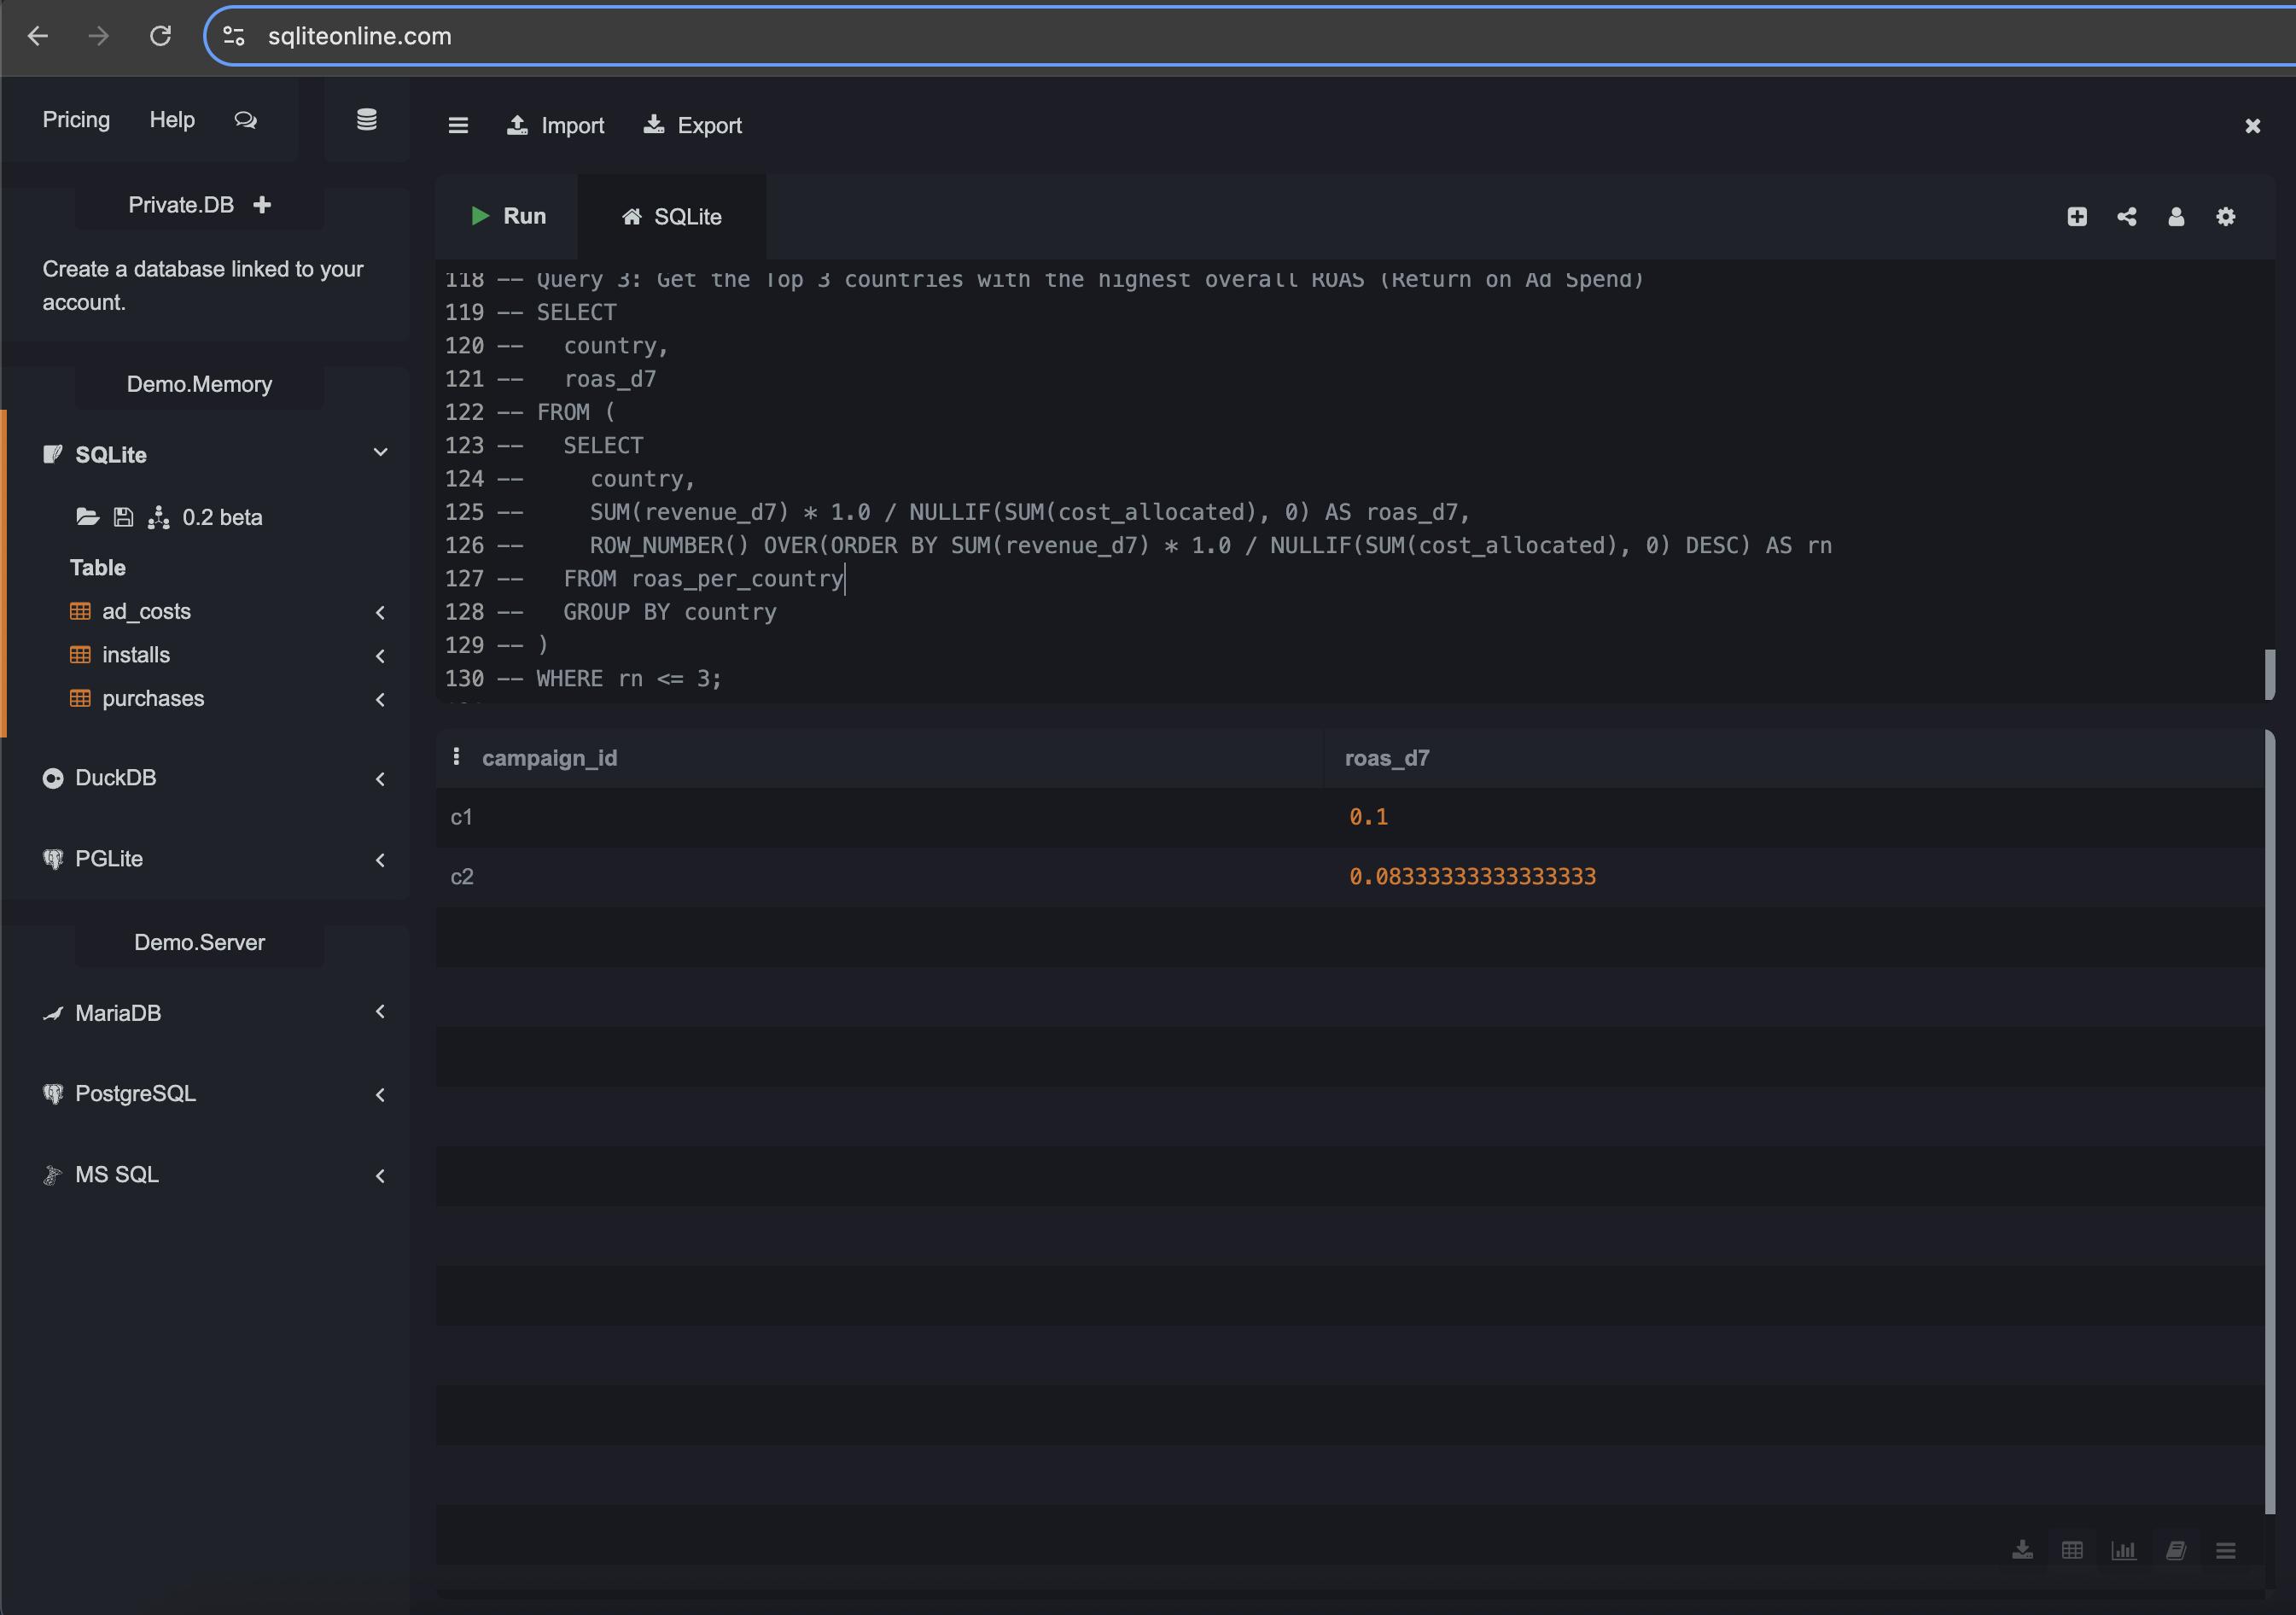 sqliteonline.com
Pricing Help
Import Export
Private.DB
Create a database linked to your
account.
Demo.Memory
SQLite
0.2 beta
Table
ad_costs
installs
purchases
DuckDB
PGLite
Demo.Server
MariaDB
PostgreSQL
MS SQL
Run SQLite
118 -- Query 3: Get the Top 3 countries with the highest overall ROAS (Return on Ad Spend)
119 -- SELECT
120 --   country,
121 --   roas_d7
122 -- FROM (
123 --   SELECT
124 --     country,
125 --     SUM(revenue_d7) * 1.0 / NULLIF(SUM(cost_allocated), 0) AS roas_d7,
126 --     ROW_NUMBER() OVER(ORDER BY SUM(revenue_d7) * 1.0 / NULLIF(SUM(cost_allocated), 0) DESC) AS rn
127 --   FROM roas_per_country
128 --   GROUP BY country
129 -- )
130 -- WHERE rn <= 3;
campaign_id roas_d7
c1 0.1
c2 0.08333333333333333